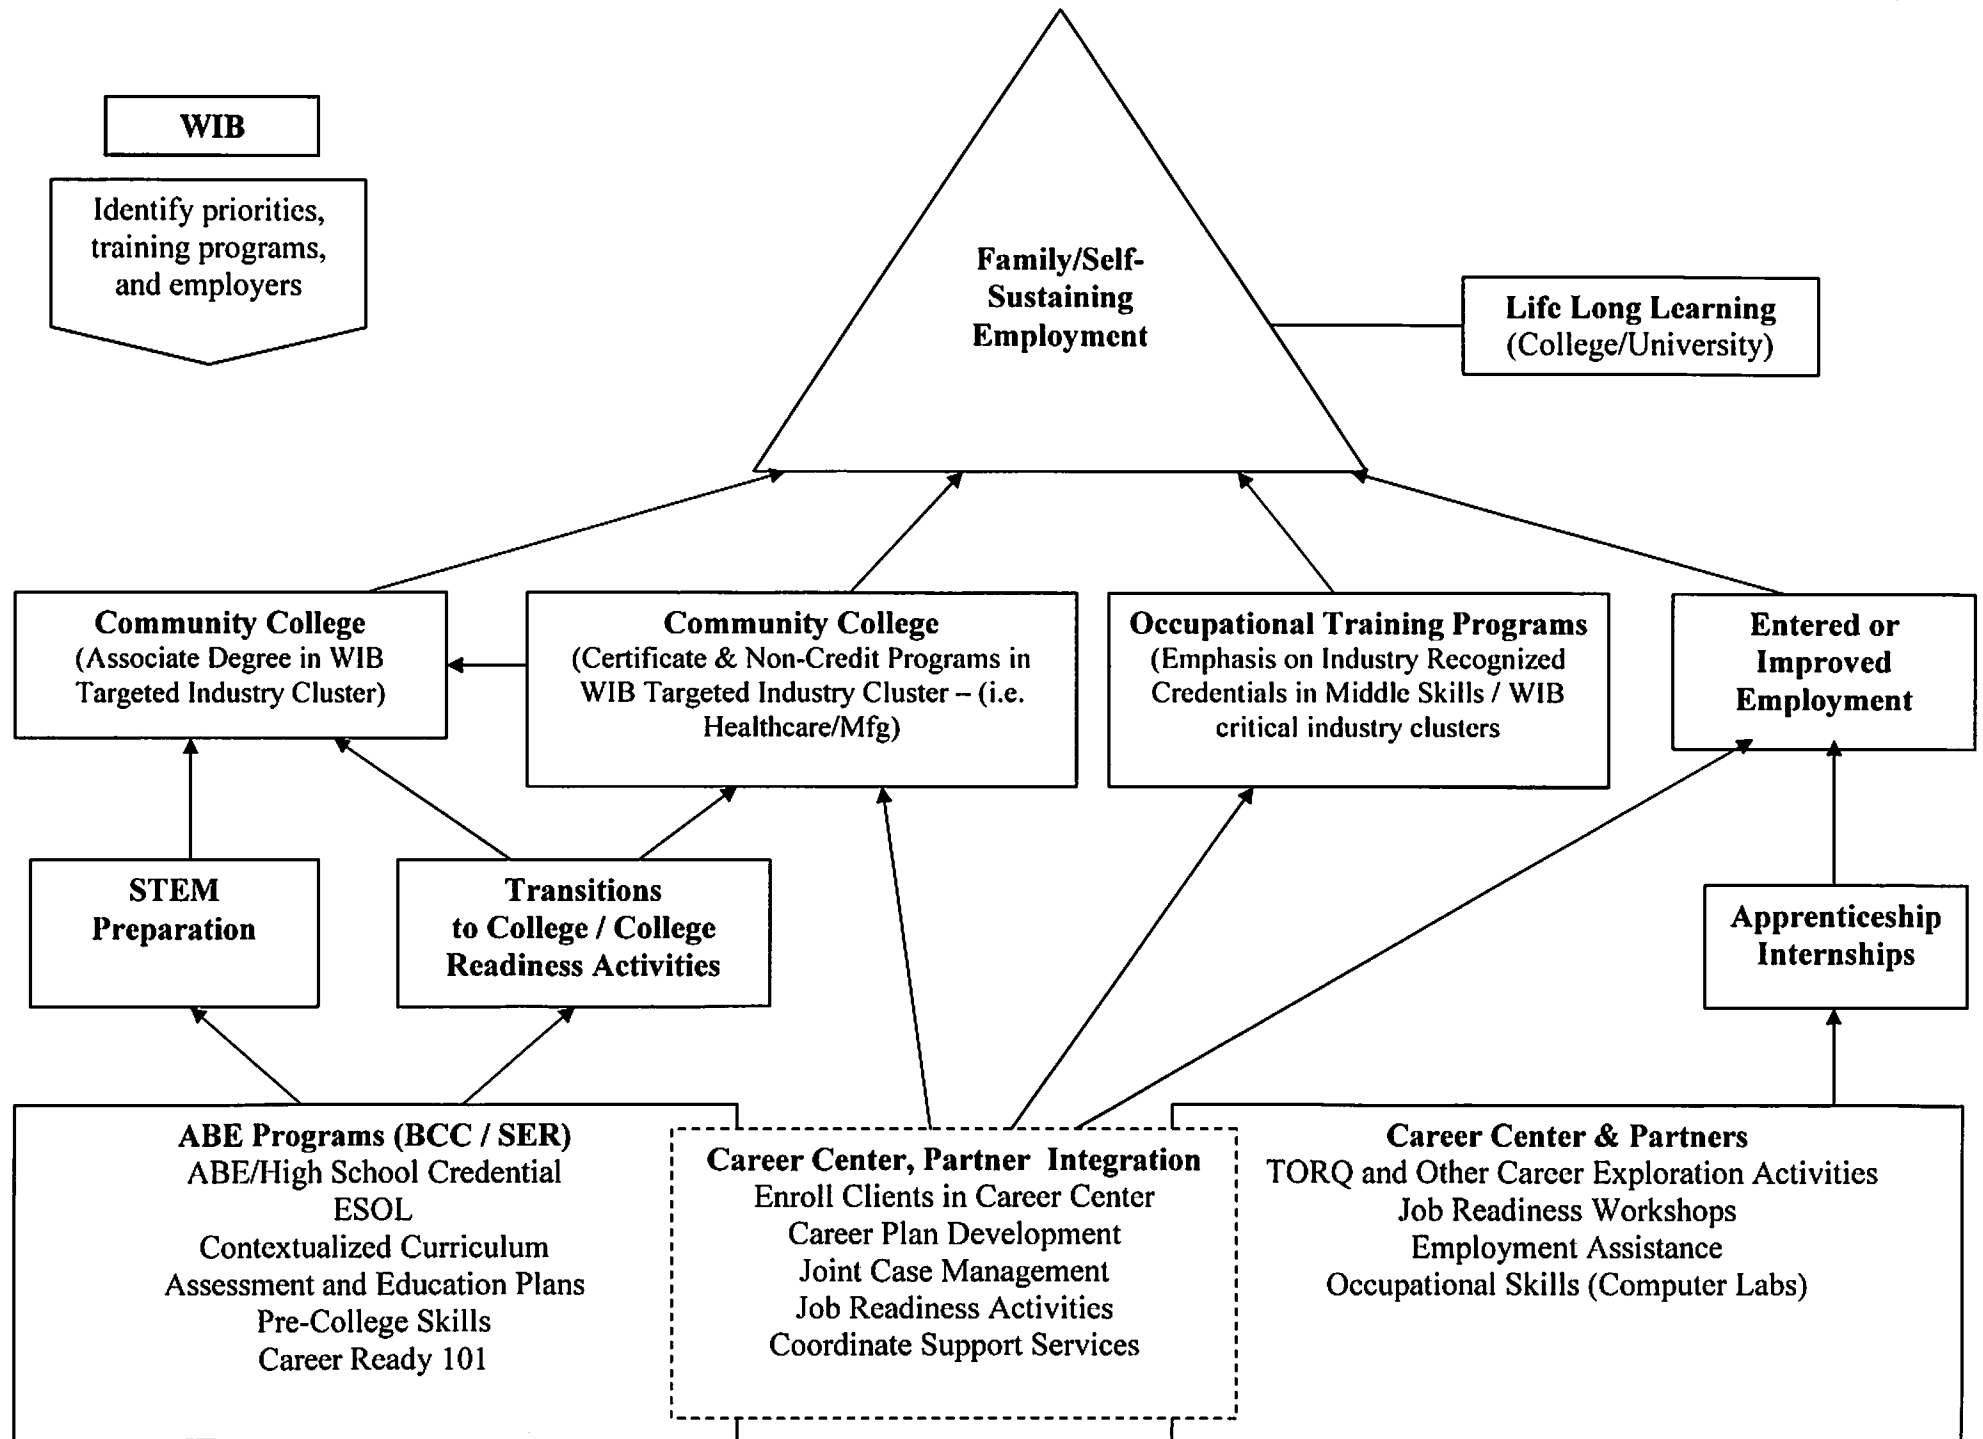 WIB
Identify priorities,
training programs,
and employers
Family/Self-
Sustaining
Employment
Life Long Learning
(College/University)
Community College
(Associate Degree in WIB
Targeted Industry Cluster)
Community College
(Certificate & Non-Credit Programs in
WIB Targeted Industry Cluster – (i.e.
Healthcare/Mfg)
Occupational Training Programs
(Emphasis on Industry Recognized
Credentials in Middle Skills / WIB
critical industry clusters
Entered or
Improved
Employment
STEM
Preparation
Transitions
to College / College
Readiness Activities
Apprenticeship
Internships
ABE Programs (BCC / SER)
ABE/High School Credential
ESOL
Contextualized Curriculum
Assessment and Education Plans
Pre-College Skills
Career Ready 101
Career Center, Partner Integration
Enroll Clients in Career Center
Career Plan Development
Joint Case Management
Job Readiness Activities
Coordinate Support Services
Career Center & Partners
TORQ and Other Career Exploration Activities
Job Readiness Workshops
Employment Assistance
Occupational Skills (Computer Labs)